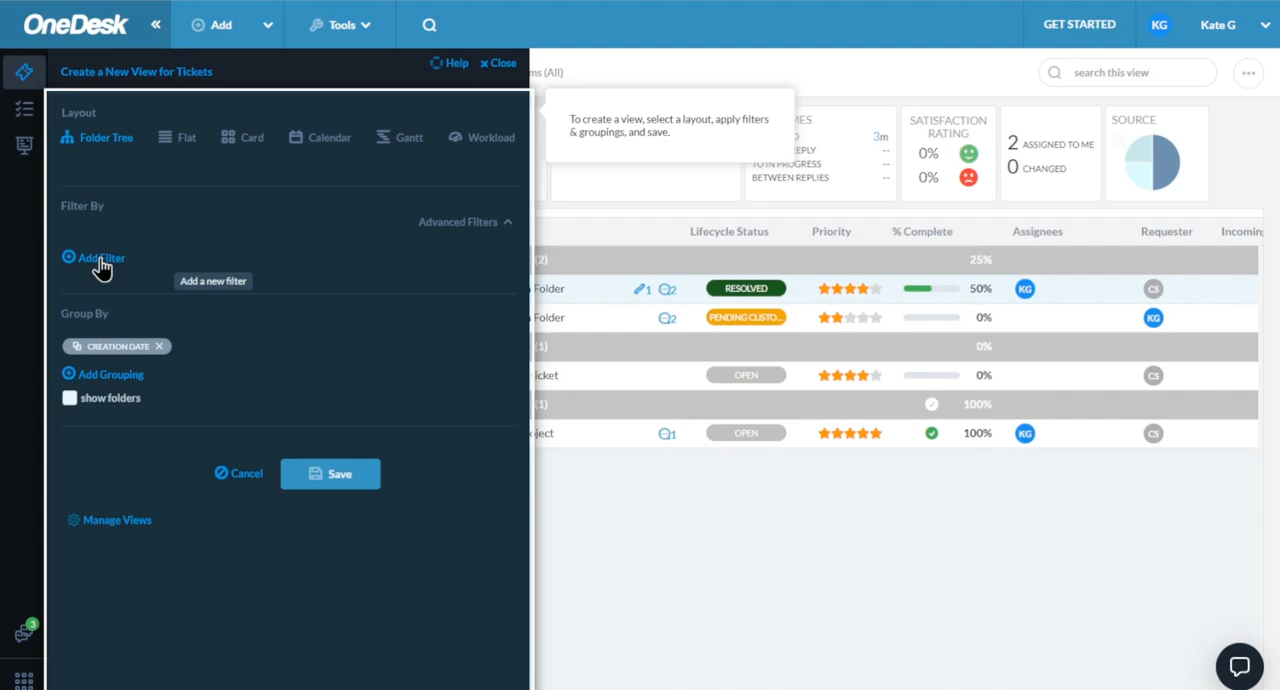 OneDesk « Add Tools GET STARTED KG Kate G
Create a New View for Tickets Help × Close ms (All) search this view
Layout
Folder Tree Flat Card Calendar Gantt Workload
To create a view, select a layout, apply filters
& groupings, and save.
3m
EPLY --
TO IN PROGRESS --
BETWEEN REPLIES --
SATISFACTION
RATING
0%
0%
2 ASSIGNED TO ME
0 CHANGED
SOURCE
Filter By
Advanced Filters
Add Filter
Add a new filter
Group By
CREATION DATE ×
Add Grouping
show folders
Cancel Save
Manage Views
3
Lifecycle Status Priority % Complete Assignees Requester Incoming
(2) 25%
Folder 1 2 RESOLVED 50% KG CS
Folder 2 PENDING CUSTO... 0% KG
(1) 0%
icket OPEN 0% CS
(1) 100%
ject 1 OPEN 100% KG CS